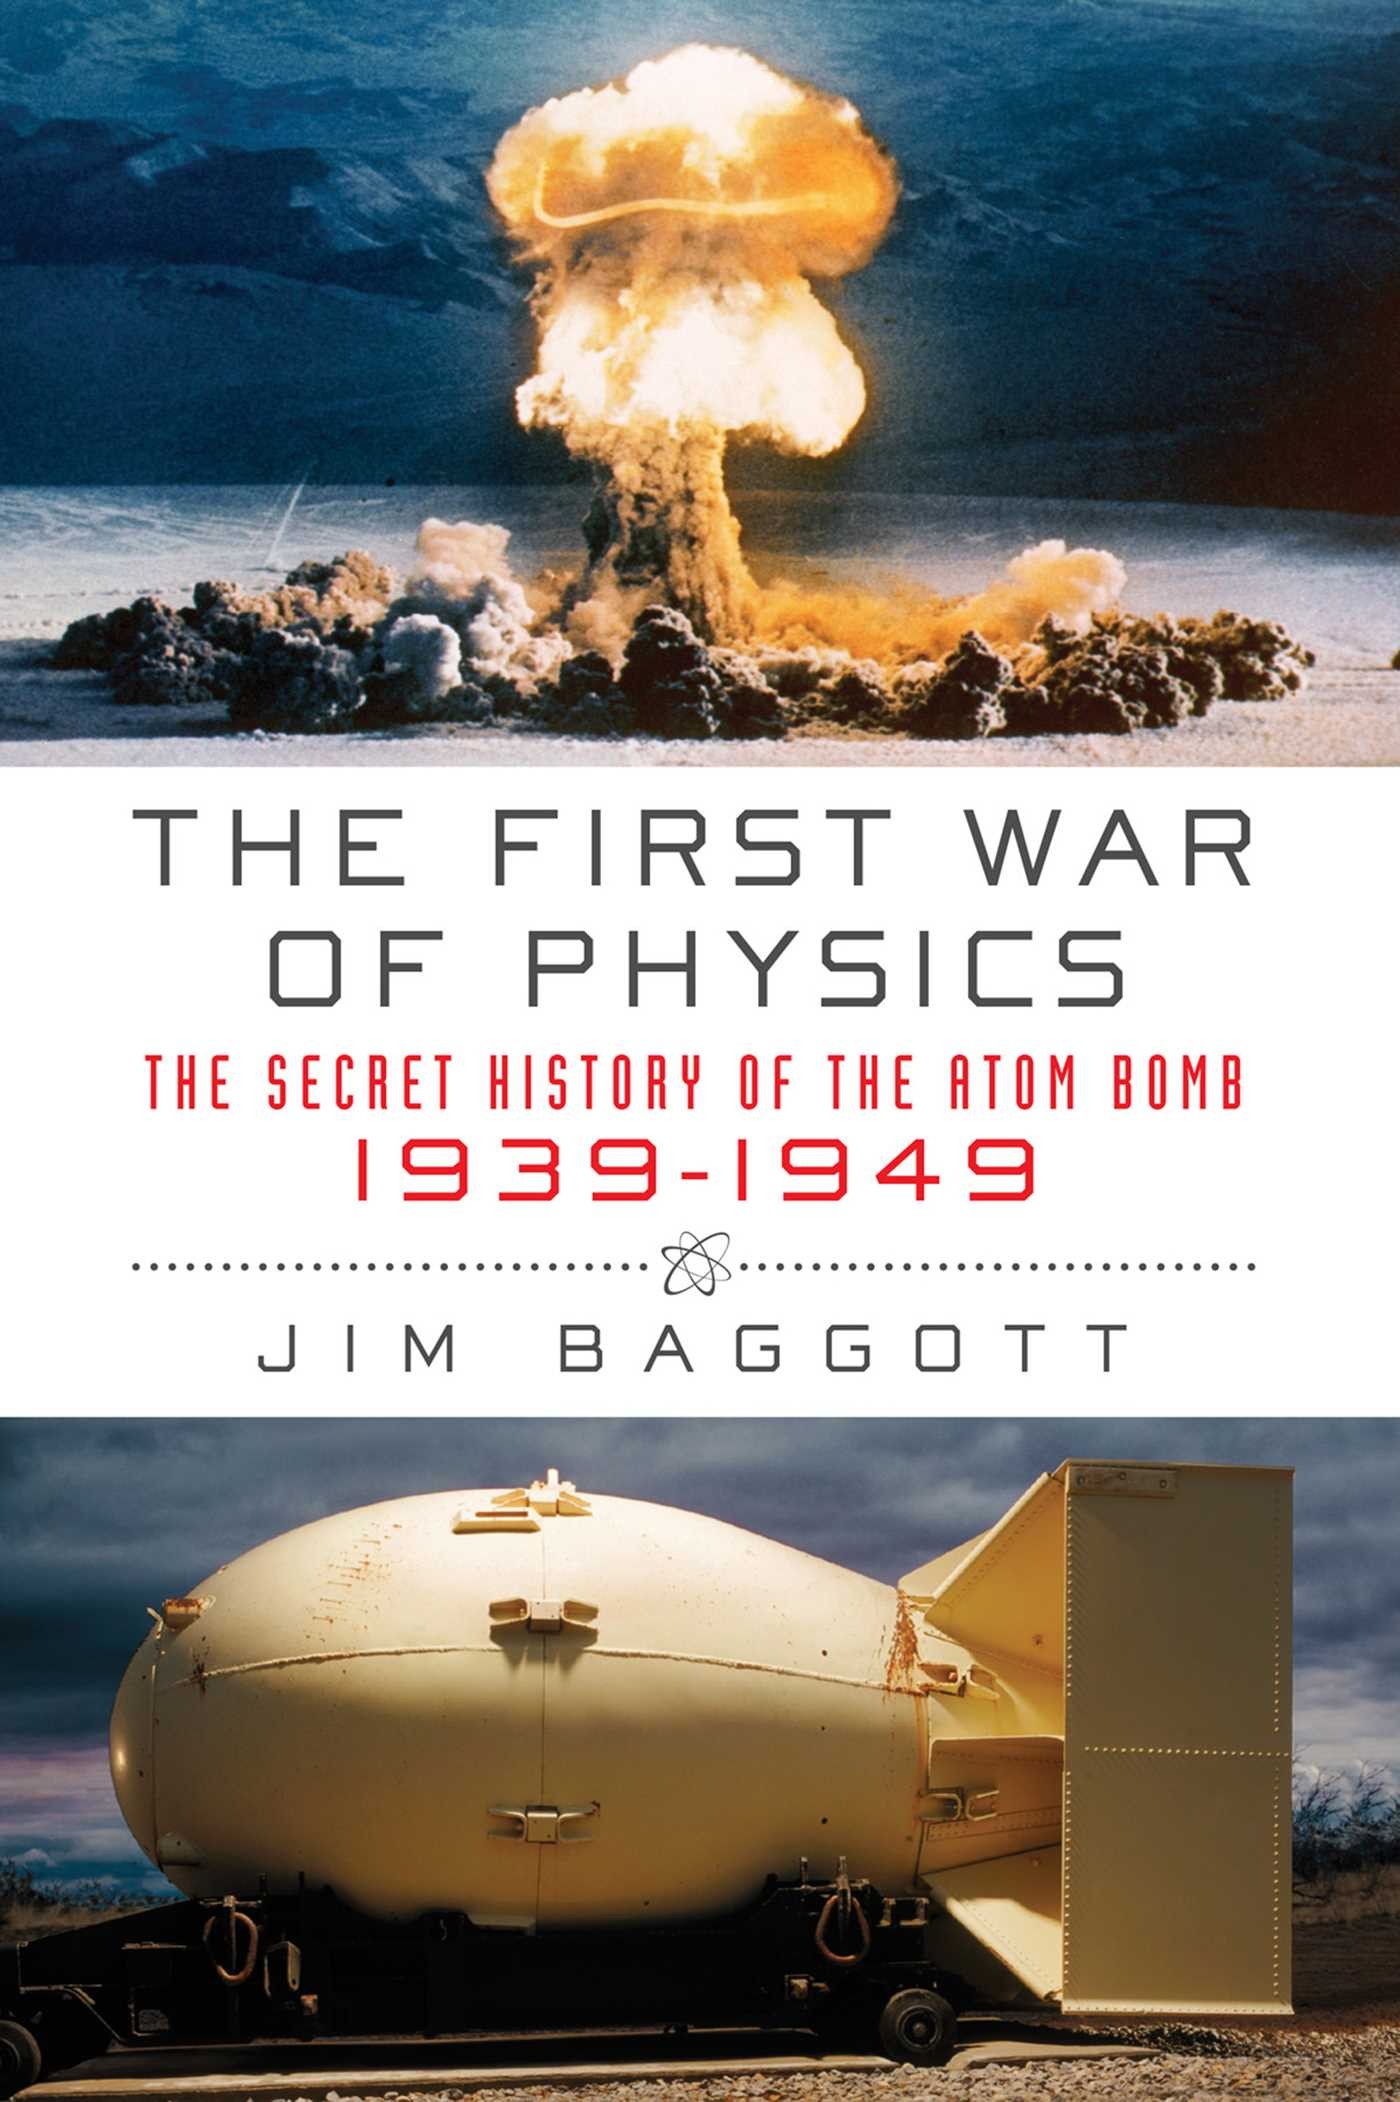 THE FIRST WAR
OF PHYSICS
THE SECRET HISTORY OF THE ATOM BOMB
1939-1949
JIM BAGGOTT